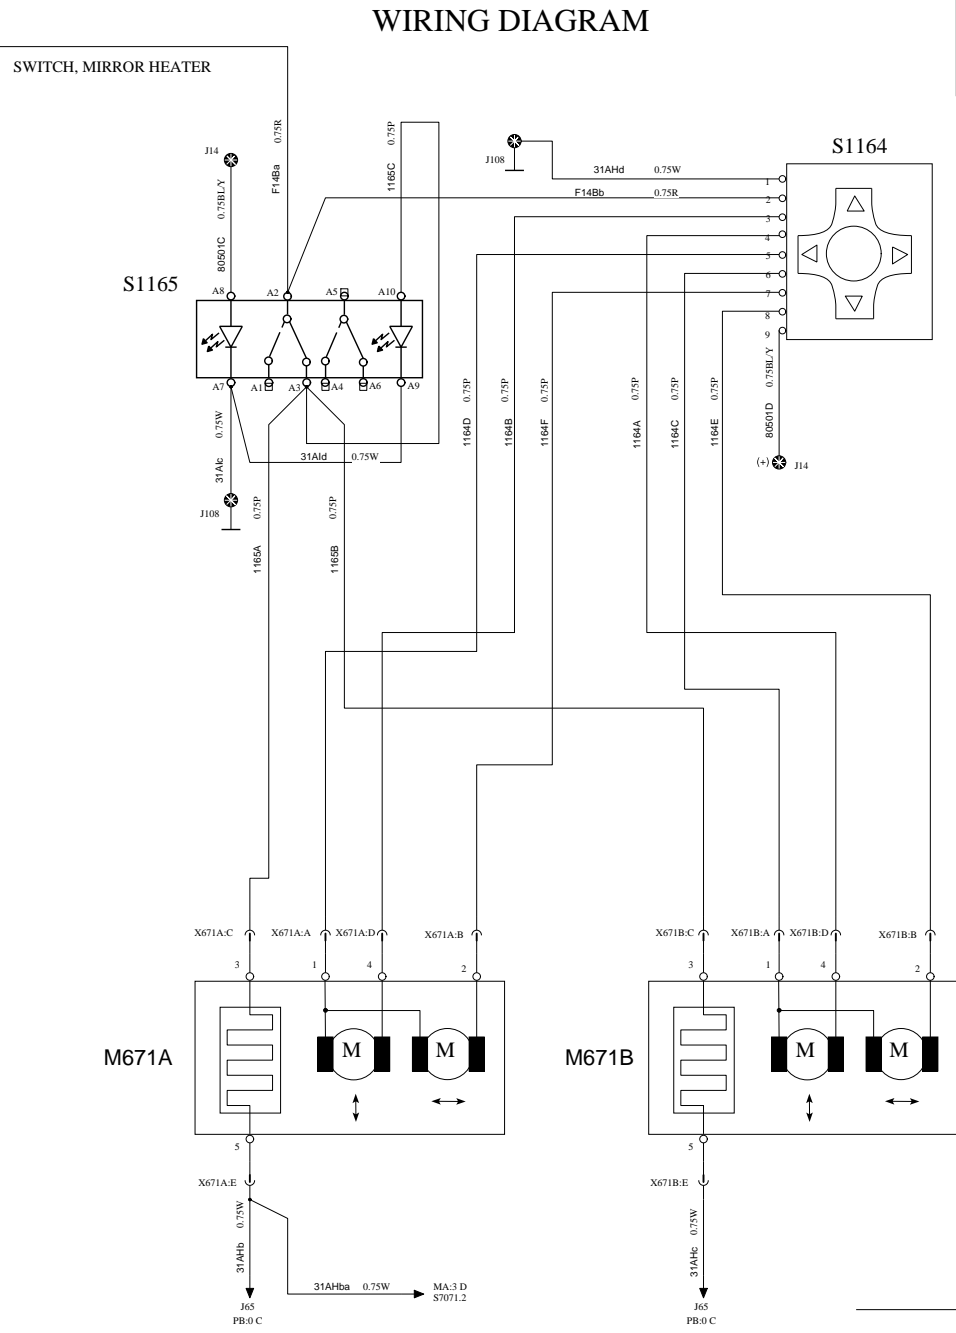 WIRING DIAGRAM
SWITCH, MIRROR HEATER
J14
80501C 0.75BL/Y
F14Ba 0.75R
1165C 0.75P
J108
31AHd 0.75W
F14Bb 0.75R
S1164
1
2
3
4
5
6
7
8
9
S1165
A8
A2
A5
A10
A7
A1
A3
A4
A6
A9
31AIc 0.75W
31AId 0.75W
J108
1165A 0.75P
1165B 0.75P
1164D 0.75P
1164B 0.75P
1164F 0.75P
1164A 0.75P
1164C 0.75P
1164E 0.75P
80501D 0.75BL/Y
(+)
J14
X671A:C
X671A:A
X671A:D
X671A:B
X671B:C
X671B:A
X671B:D
X671B:B
3
1
4
2
3
1
4
2
M671A
M
M
M671B
M
M
5
5
X671A:E
X671B:E
31AHb 0.75W
31AHba 0.75W
MA:3 D
S7071.2
31AHc 0.75W
J65
PB:0 C
J65
PB:0 C